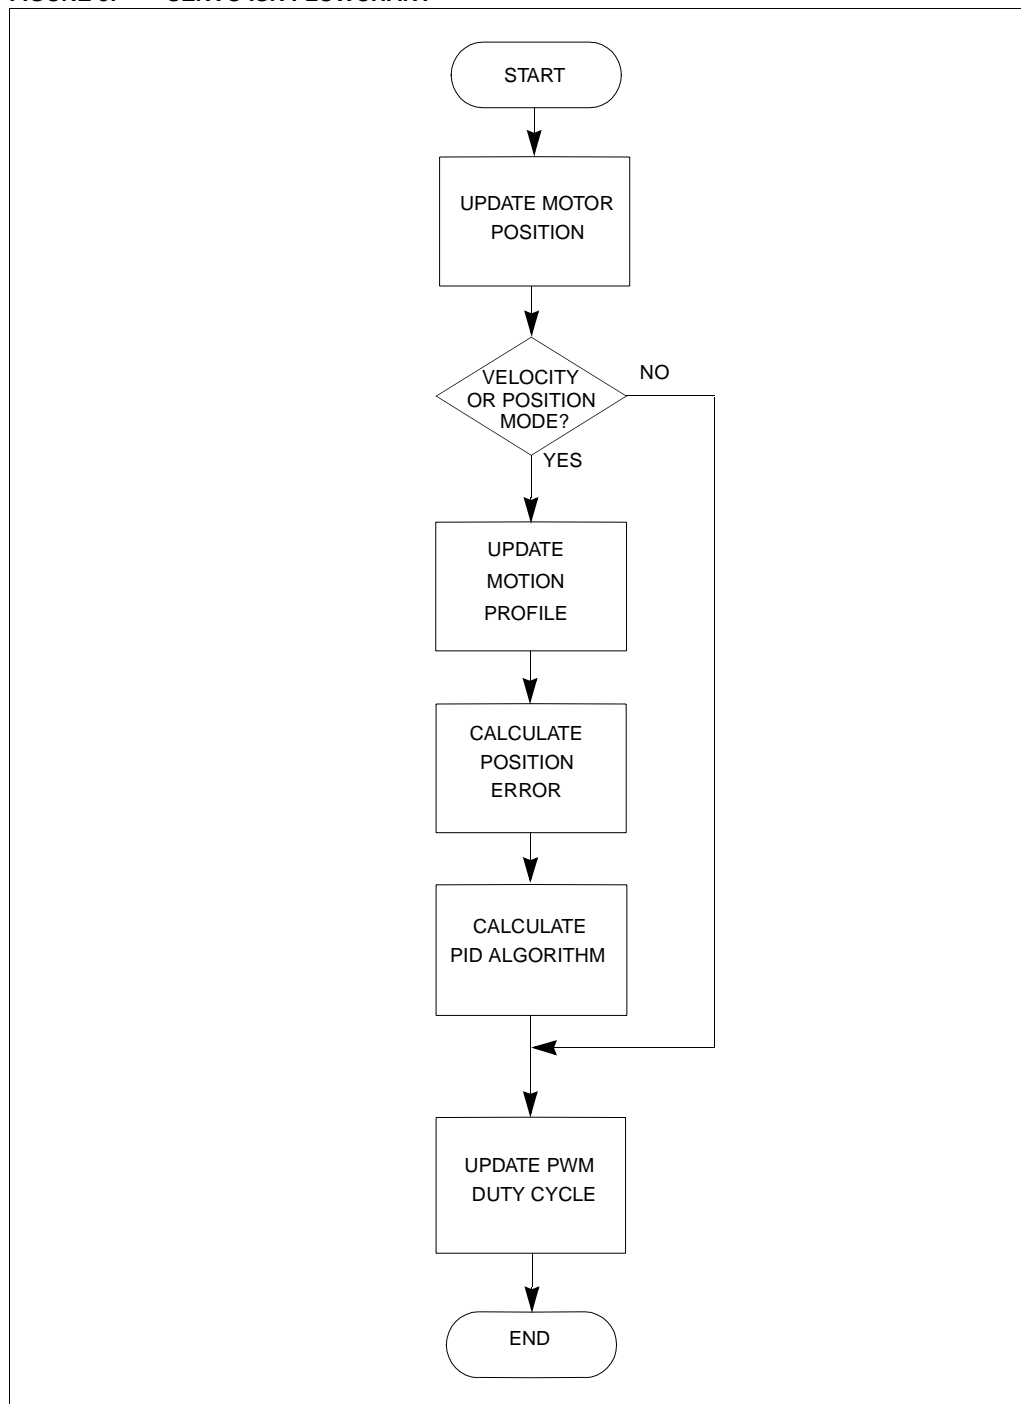 START
UPDATE MOTOR
POSITION
VELOCITY
OR POSITION
MODE?
NO
YES
UPDATE
MOTION
PROFILE
CALCULATE
POSITION
ERROR
CALCULATE
PID ALGORITHM
UPDATE PWM
DUTY CYCLE
END